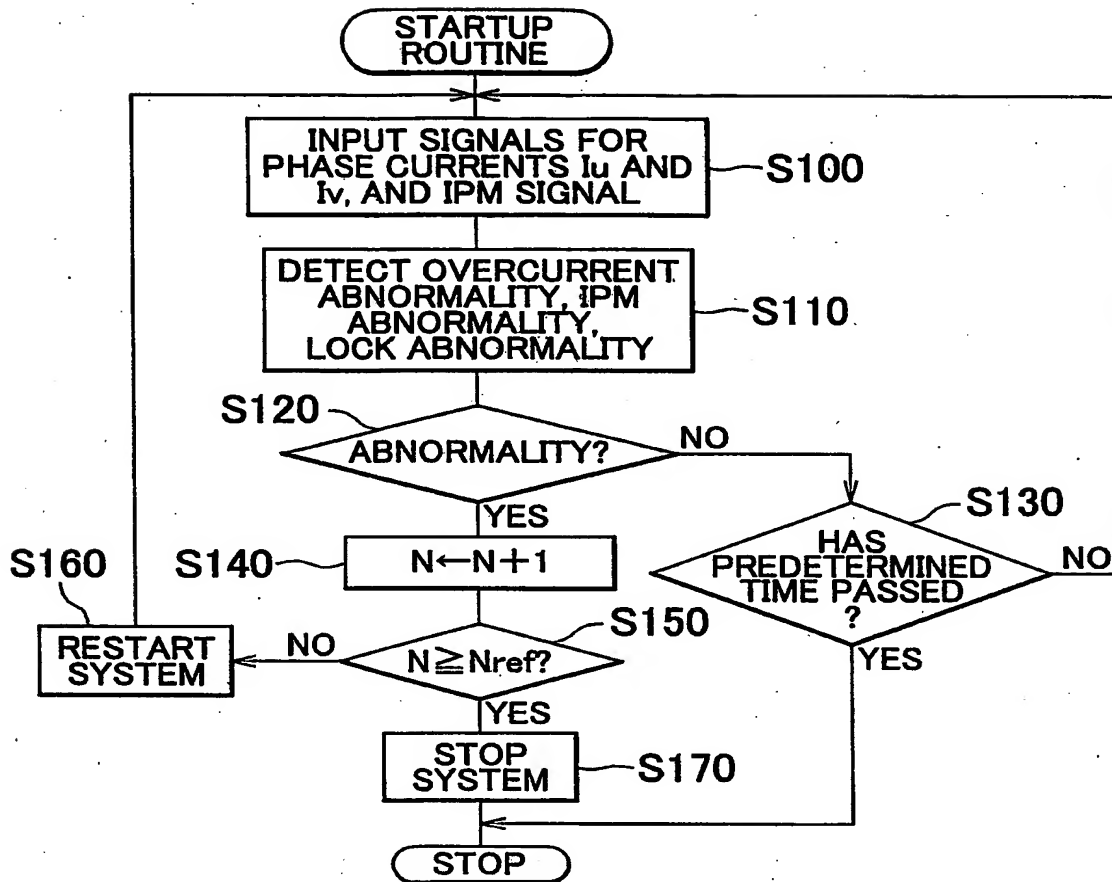 STARTUP
ROUTINE
INPUT SIGNALS FOR
PHASE CURRENTS Iu AND
Iv, AND IPM SIGNAL
S100
DETECT OVERCURRENT
ABNORMALITY, IPM
ABNORMALITY,
LOCK ABNORMALITY
S110
S120
ABNORMALITY?
NO
YES
S130
HAS
PREDETERMINED
TIME PASSED
?
NO
YES
S140
N←N+1
S150
N≧Nref?
NO
YES
S160
RESTART
SYSTEM
STOP
SYSTEM
S170
STOP